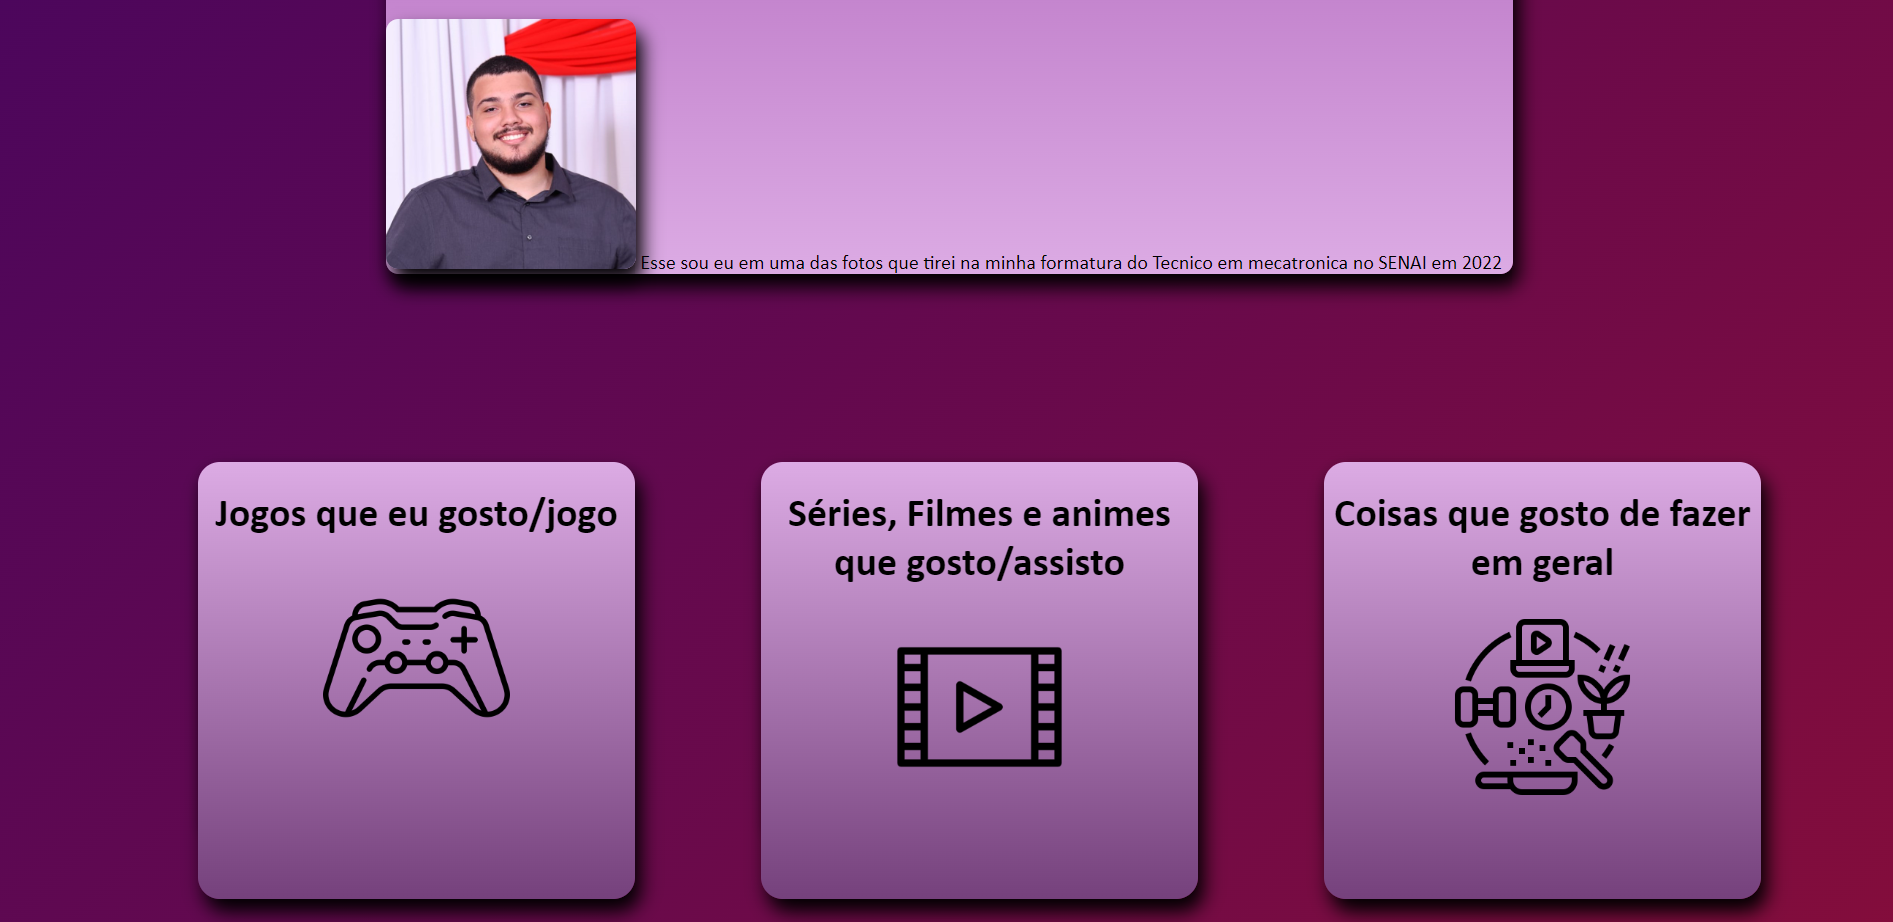 Esse sou eu em uma das fotos que tirei na minha formatura do Tecnico em mecatronica no SENAI em 2022
Jogos que eu gosto/jogo
Séries, Filmes e animes
que gosto/assisto
Coisas que gosto de fazer
em geral